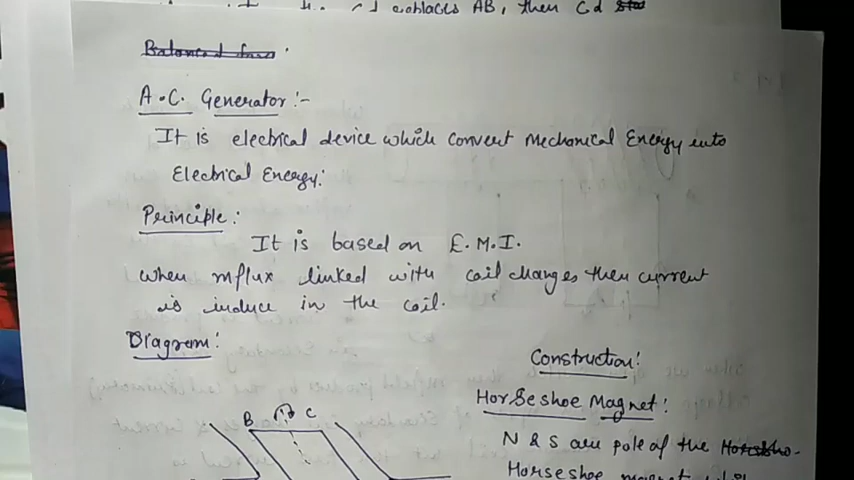 replaces AB, then Cd
A.C. Generator :-
It is electrical device which convert Mechanical Energy into
Electrical Energy:
Principle:
It is based on E.M.I.
when mflux linked with coil changes then current
is induce in the coil.
Diagram:
Construction:
Horseshoe Magnet:
N & S are pole of the
Horseshoe magnet
B C